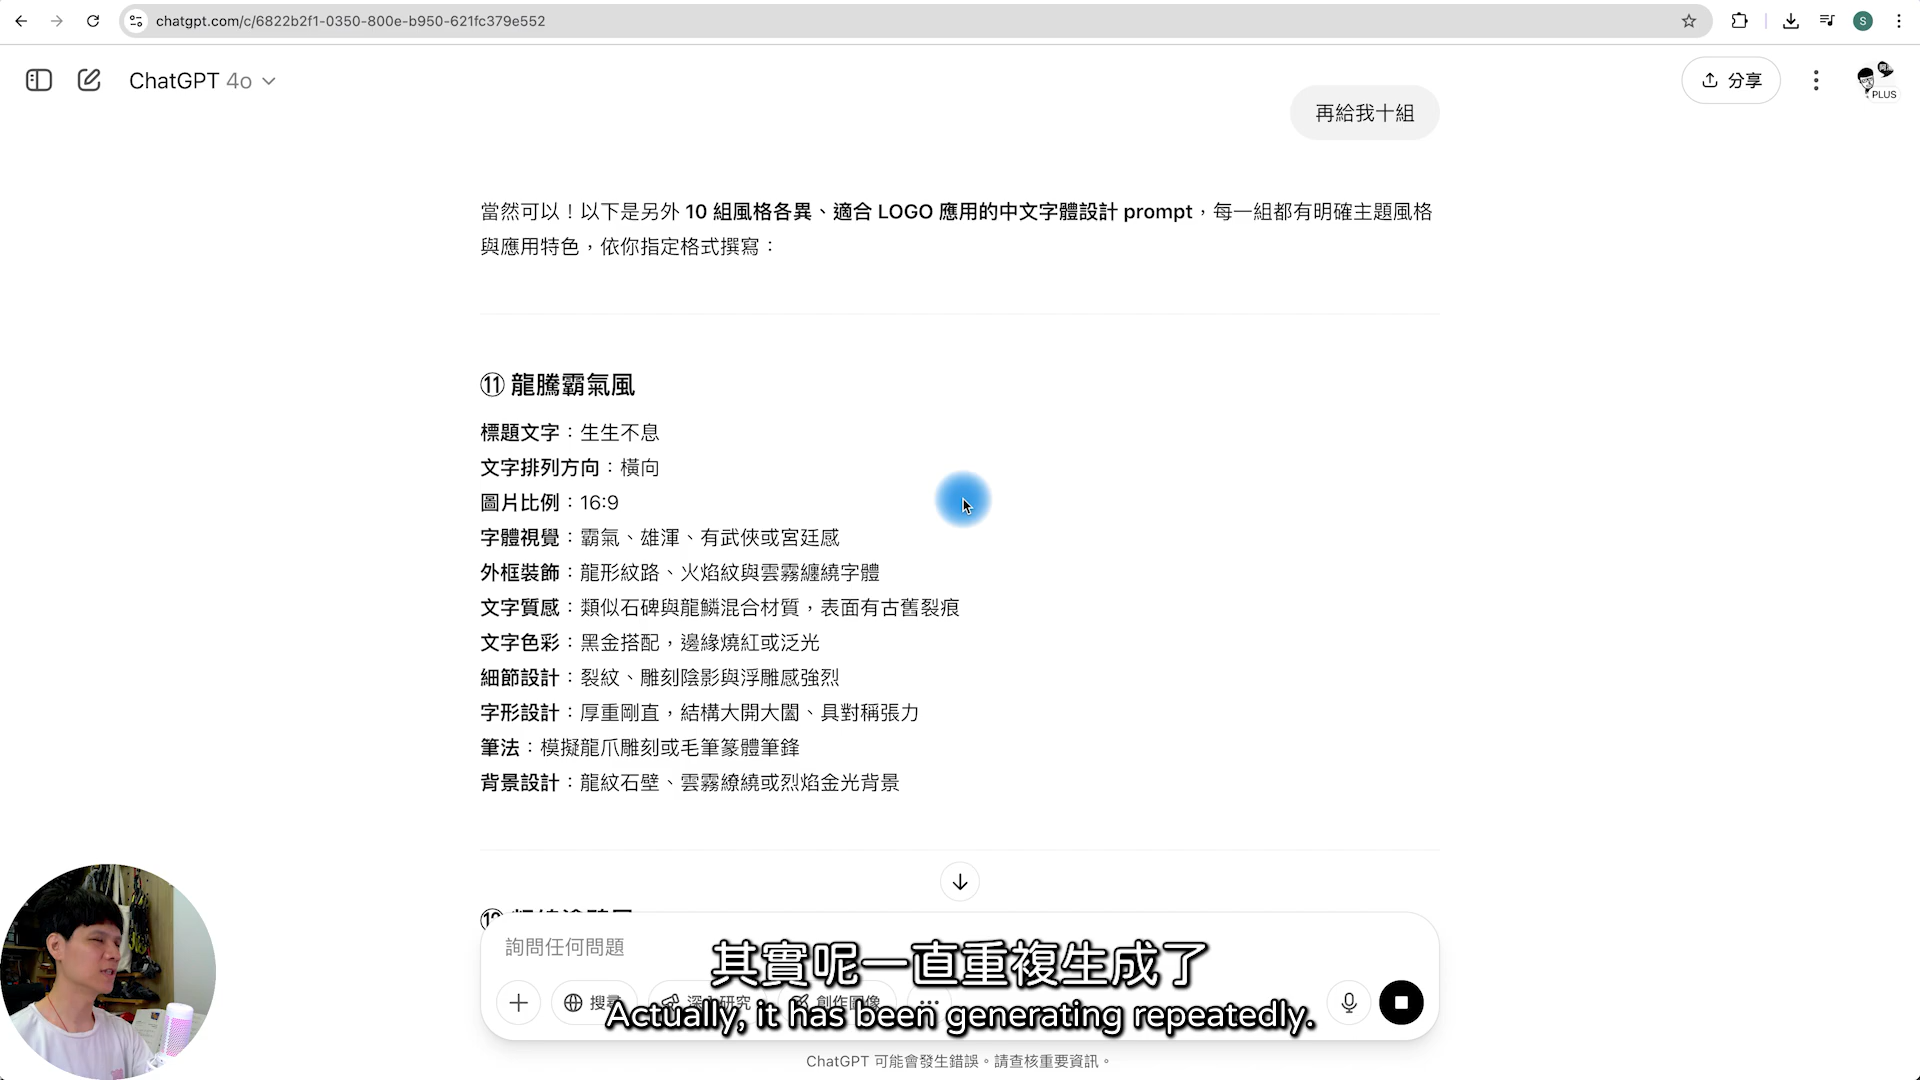 chatgpt.com/c/6822b2f1-0350-800e-b950-621fc379e552
S
ChatGPT 4o
分享
PLUS
再給我十組
當然可以！以下是另外 10 組風格各異、適合 LOGO 應用的中文字體設計 prompt，每一組都有明確主題風格
與應用特色，依你指定格式撰寫：
⑪ 龍騰霸氣風
標題文字：生生不息
文字排列方向：橫向
圖片比例：16:9
字體視覺：霸氣、雄渾、有武俠或宮廷感
外框裝飾：龍形紋路、火焰紋與雲霧纏繞字體
文字質感：類似石碑與龍鱗混合材質，表面有古舊裂痕
文字色彩：黑金搭配，邊緣燒紅或泛光
細節設計：裂紋、雕刻陰影與浮雕感強烈
字形設計：厚重剛直，結構大開大闔、具對稱張力
筆法：模擬龍爪雕刻或毛筆篆體筆鋒
背景設計：龍紋石壁、雲霧繚繞或烈焰金光背景
詢問任何問題
其實呢一直重複生成了
搜尋
深入研究
創作圖像
Actually, it has been generating repeatedly.
ChatGPT 可能會發生錯誤。請查核重要資訊。